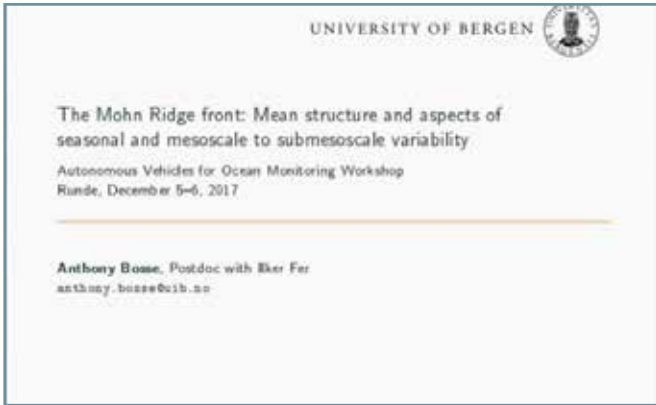 UNIVERSITY OF BERGEN
The Mohn Ridge front: Mean structure and aspects of
seasonal and mesoscale to submesoscale variability
Autonomous Vehicles for Ocean Monitoring Workshop
Runde, December 5–6, 2017
Anthony Bosse, Postdoc with Ilker Fer
anthony.bosse@uib.no